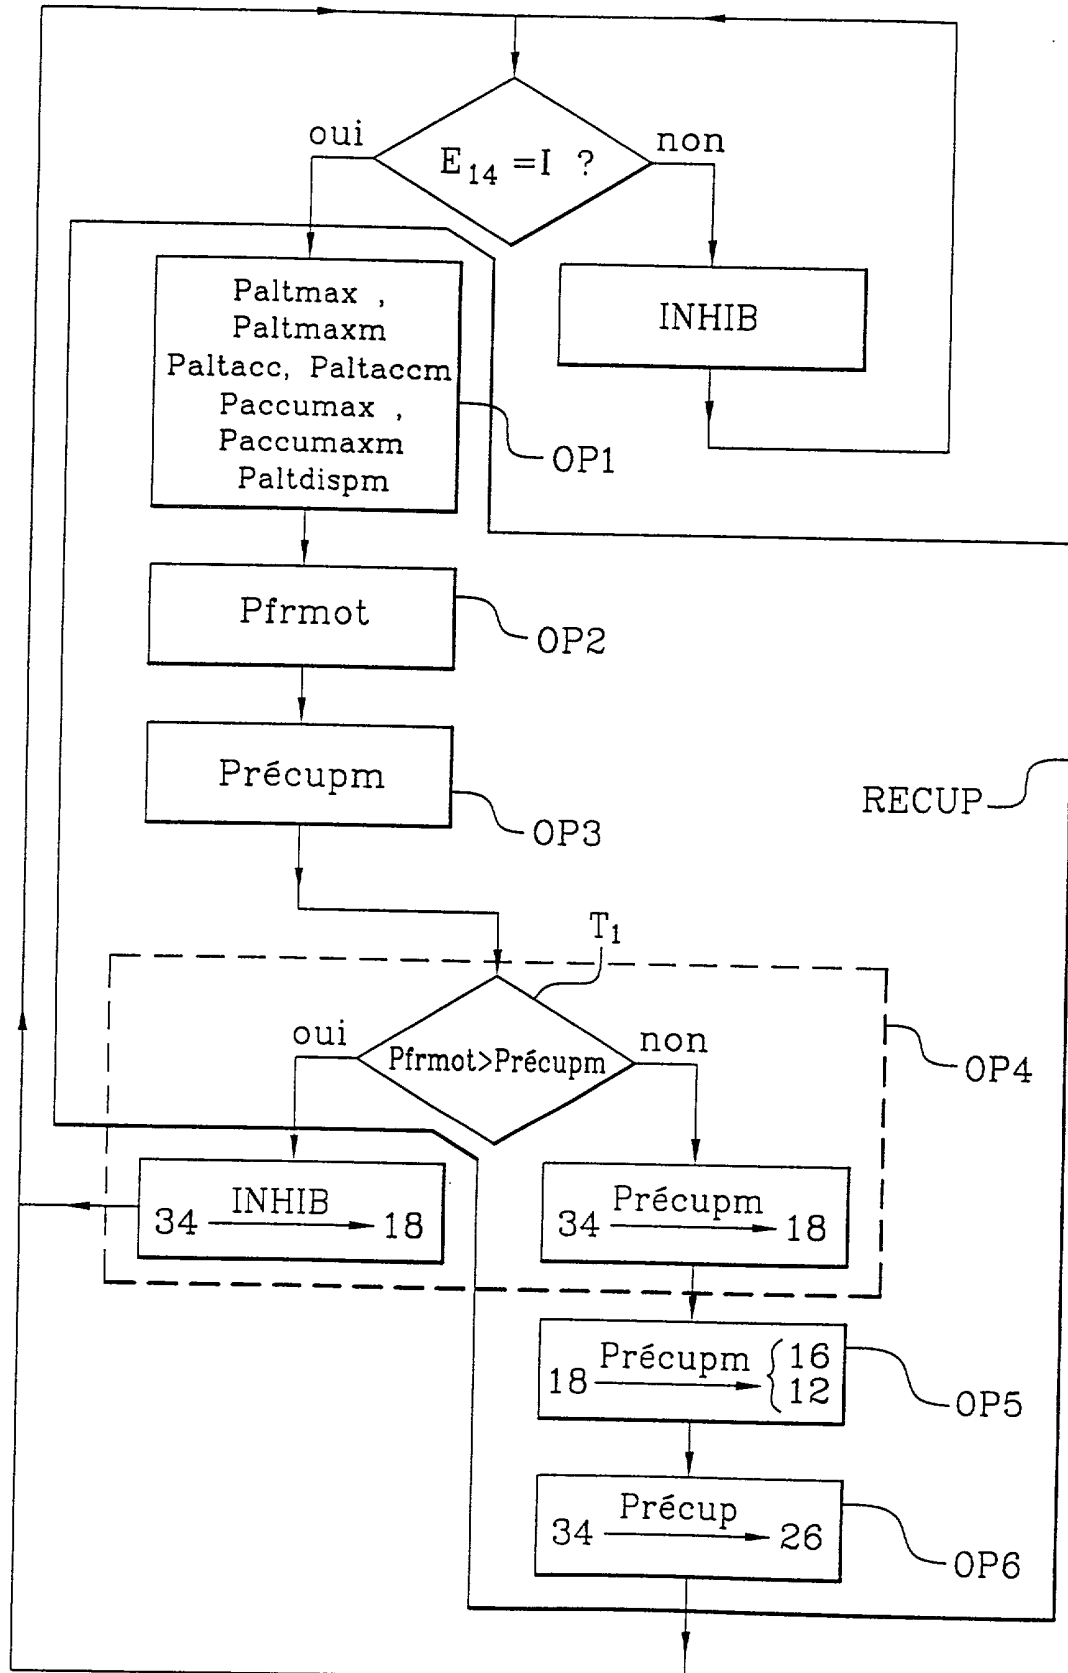 oui
non
E14 =I ?
Paltmax ,
Paltmaxm
Paltacc, Paltaccm
Paccumax ,
Paccumaxm
Paltdispm
INHIB
OP1
Pfrmot
OP2
Précupm
OP3
RECUP
T1
oui
non
Pfrmot>Précupm
OP4
INHIB
34 18
Précupm
34 18
Précupm
18 { 16
12
OP5
Précup
34 26
OP6